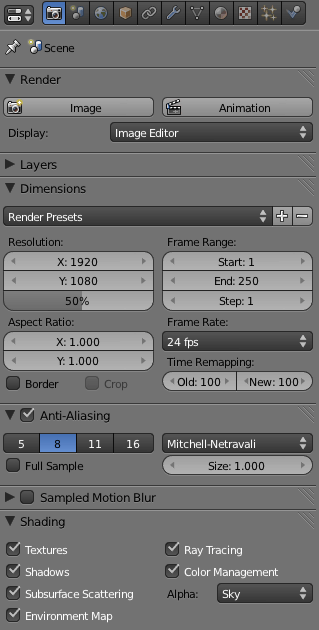 Scene
Render
Image
Animation
Display:
Image Editor
Layers
Dimensions
Render Presets
Resolution:
Frame Range:
X: 1920
Start: 1
Y: 1080
End: 250
50%
Step: 1
Aspect Ratio:
Frame Rate:
X: 1.000
24 fps
Y: 1.000
Time Remapping:
Border
Crop
Old: 100
New: 100
Anti-Aliasing
5 8 11 16
Mitchell-Netravali
Full Sample
Size: 1.000
Sampled Motion Blur
Shading
Textures
Ray Tracing
Shadows
Color Management
Subsurface Scattering
Alpha:
Sky
Environment Map